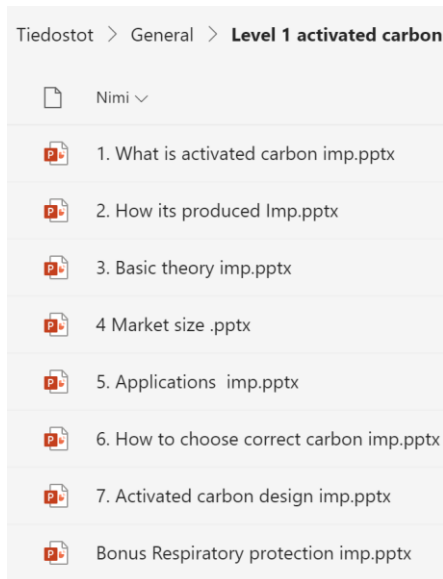 Tiedostot > General > Level 1 activated carbon
Nimi
1. What is activated carbon imp.pptx
2. How its produced Imp.pptx
3. Basic theory imp.pptx
4 Market size .pptx
5. Applications  imp.pptx
6. How to choose correct carbon imp.pptx
7. Activated carbon design imp.pptx
Bonus Respiratory protection imp.pptx